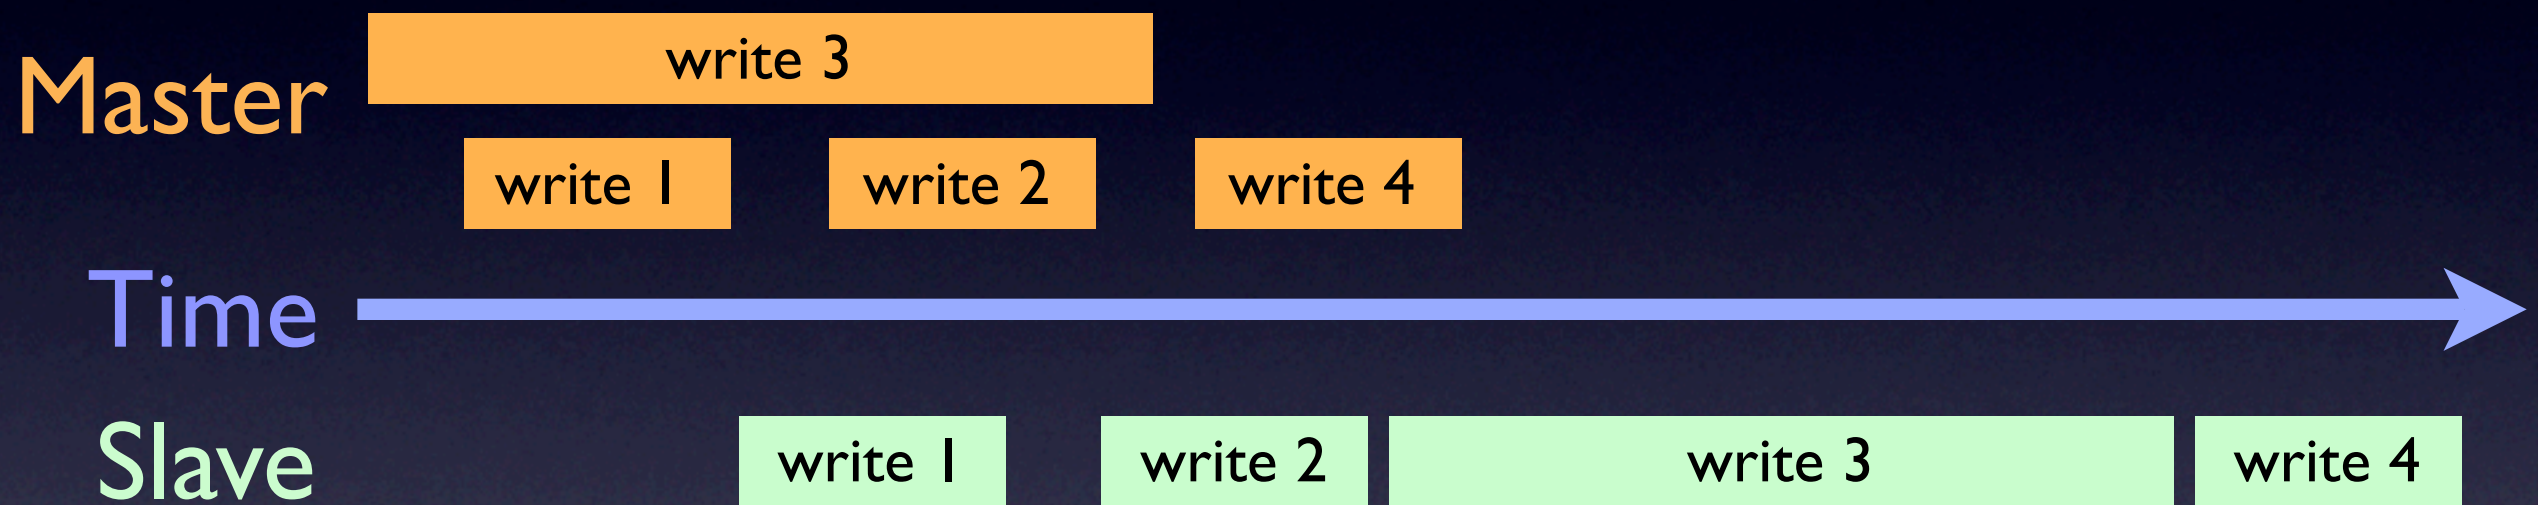 Master
write 3
write 1 write 2 write 4
Time
Slave
write 1 write 2 write 3 write 4